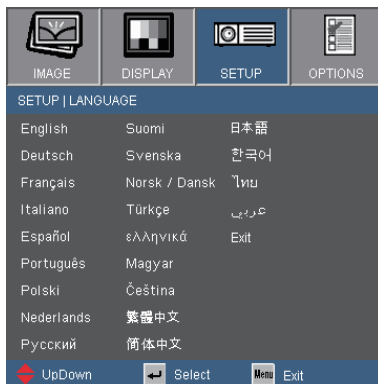 IMAGE DISPLAY SETUP OPTIONS
SETUP | LANGUAGE
English Suomi 日本語
Deutsch Svenska 한국어
Français Norsk / Dansk ไทย
Italiano Türkçe عربي
Español ελληνικά Exit
Português Magyar
Polski Čeština
Nederlands 繁體中文
Русский 简体中文
UpDown Select Menu Exit